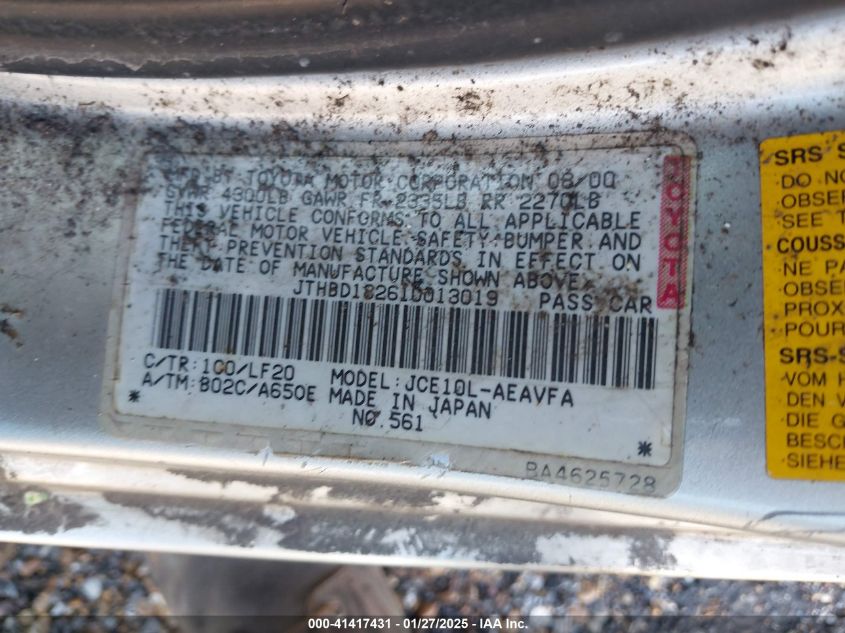 MFR BY TOYOTA MOTOR CORPORATION 08/00
GVWR 4300LB GAWR FR 2335LB RR 2270LB
THIS VEHICLE CONFORMS TO ALL APPLICABLE
FEDERAL MOTOR VEHICLE SAFETY, BUMPER AND
THEFT PREVENTION STANDARDS IN EFFECT ON
THE DATE OF MANUFACTURE SHOWN ABOVE.
JTHBD182610013019 PASS CAR
C/TR: 1C0/LF20 MODEL: JCE10L-AEAVFA
A/TM: B02C/A650E MADE IN JAPAN
* NO. 561 *
BA4625728
TOYOTA
SRS
DO NO
OBSER
SEE T
COUSS
NE PA
OBSER
PROX
POUR
SRS-S
VOM H
DEN W
DIE G
BESCH
SIEHE
000-41417431 - 01/27/2025 - IAA Inc.